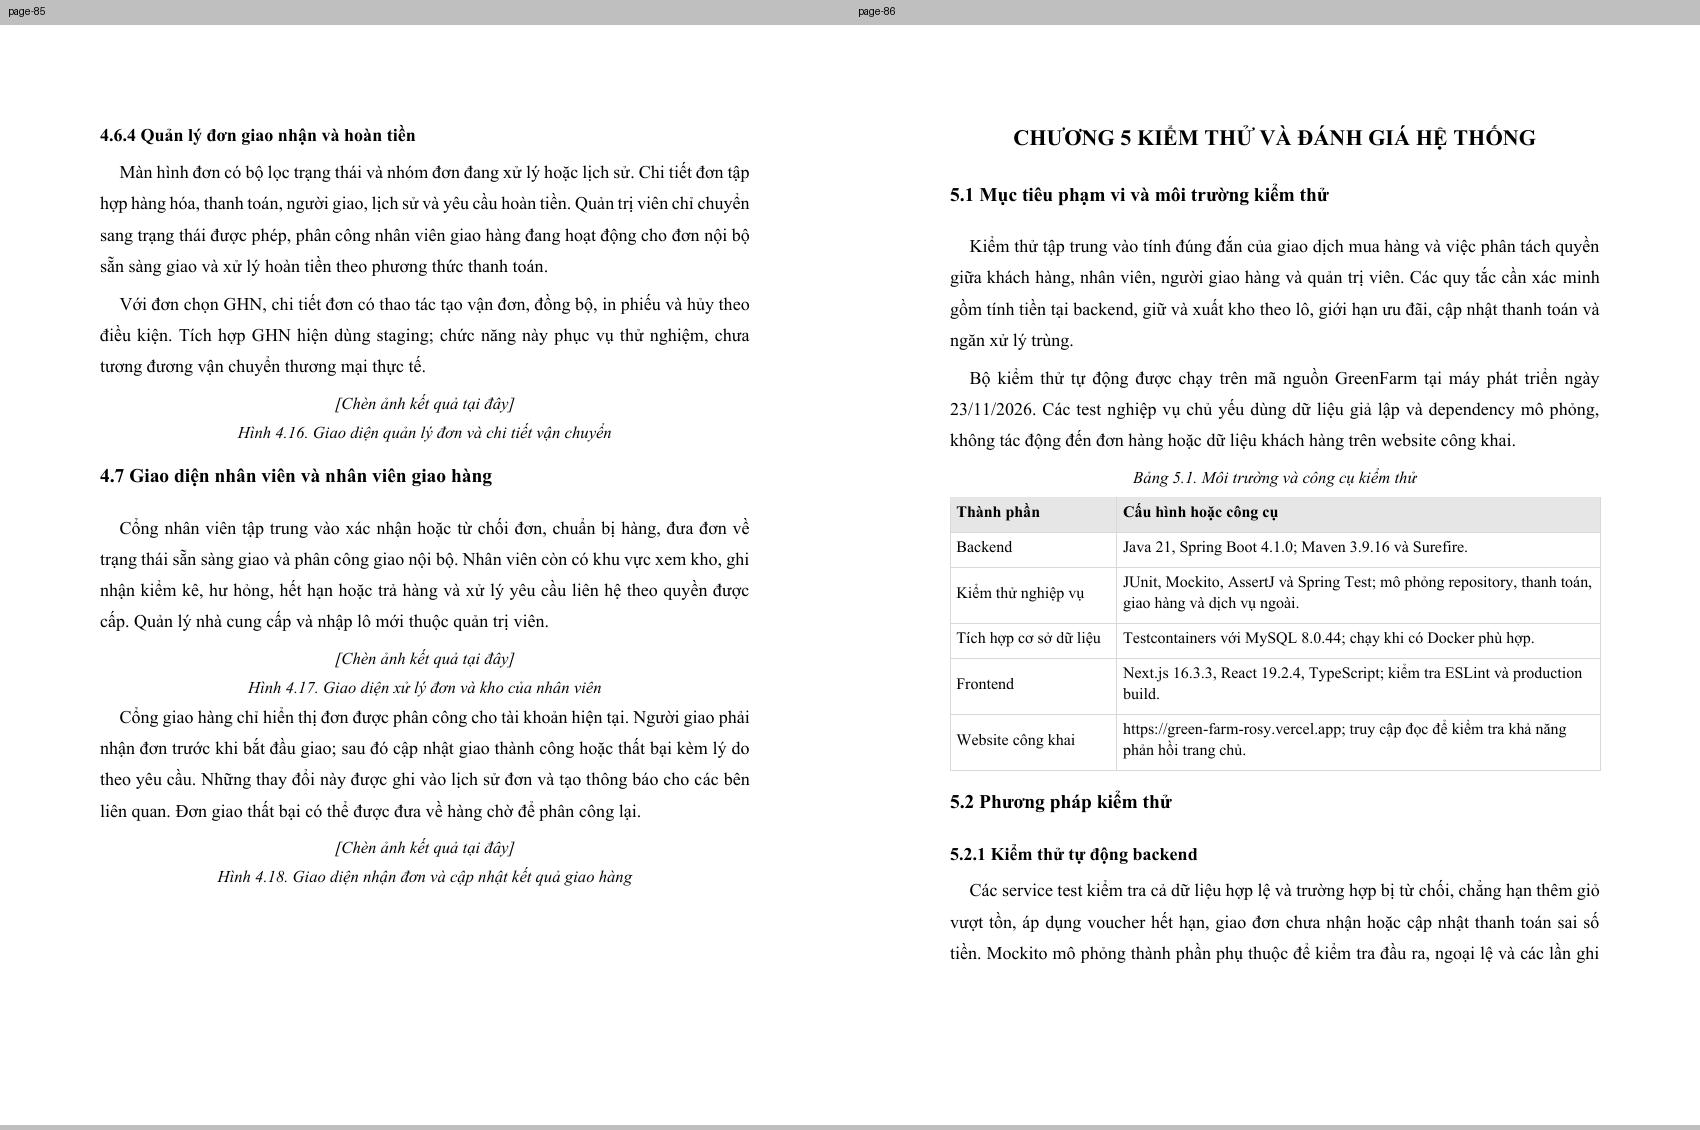 page-85
4.6.4 Quản lý đơn giao nhận và hoàn tiền
Màn hình đơn có bộ lọc trạng thái và nhóm đơn đang xử lý hoặc lịch sử. Chi tiết đơn tập
hợp hàng hóa, thanh toán, người giao, lịch sử và yêu cầu hoàn tiền. Quản trị viên chỉ chuyển
sang trạng thái được phép, phân công nhân viên giao hàng đang hoạt động cho đơn nội bộ
sẵn sàng giao và xử lý hoàn tiền theo phương thức thanh toán.
Với đơn chọn GHN, chi tiết đơn có thao tác tạo vận đơn, đồng bộ, in phiếu và hủy theo
điều kiện. Tích hợp GHN hiện dùng staging; chức năng này phục vụ thử nghiệm, chưa
tương đương vận chuyển thương mại thực tế.
[Chèn ảnh kết quả tại đây]
Hình 4.16. Giao diện quản lý đơn và chi tiết vận chuyển
4.7 Giao diện nhân viên và nhân viên giao hàng
Cổng nhân viên tập trung vào xác nhận hoặc từ chối đơn, chuẩn bị hàng, đưa đơn về
trạng thái sẵn sàng giao và phân công giao nội bộ. Nhân viên còn có khu vực xem kho, ghi
nhận kiểm kê, hư hỏng, hết hạn hoặc trả hàng và xử lý yêu cầu liên hệ theo quyền được
cấp. Quản lý nhà cung cấp và nhập lô mới thuộc quản trị viên.
[Chèn ảnh kết quả tại đây]
Hình 4.17. Giao diện xử lý đơn và kho của nhân viên
Cổng giao hàng chỉ hiển thị đơn được phân công cho tài khoản hiện tại. Người giao phải
nhận đơn trước khi bắt đầu giao; sau đó cập nhật giao thành công hoặc thất bại kèm lý do
theo yêu cầu. Những thay đổi này được ghi vào lịch sử đơn và tạo thông báo cho các bên
liên quan. Đơn giao thất bại có thể được đưa về hàng chờ để phân công lại.
[Chèn ảnh kết quả tại đây]
Hình 4.18. Giao diện nhận đơn và cập nhật kết quả giao hàng
page-86
CHƯƠNG 5 KIỂM THỬ VÀ ĐÁNH GIÁ HỆ THỐNG
5.1 Mục tiêu phạm vi và môi trường kiểm thử
Kiểm thử tập trung vào tính đúng đắn của giao dịch mua hàng và việc phân tách quyền
giữa khách hàng, nhân viên, người giao hàng và quản trị viên. Các quy tắc cần xác minh
gồm tính tiền tại backend, giữ và xuất kho theo lô, giới hạn ưu đãi, cập nhật thanh toán và
ngăn xử lý trùng.
Bộ kiểm thử tự động được chạy trên mã nguồn GreenFarm tại máy phát triển ngày
23/11/2026. Các test nghiệp vụ chủ yếu dùng dữ liệu giả lập và dependency mô phỏng,
không tác động đến đơn hàng hoặc dữ liệu khách hàng trên website công khai.
Bảng 5.1. Môi trường và công cụ kiểm thử
Thành phần Cấu hình hoặc công cụ
Backend Java 21, Spring Boot 4.1.0; Maven 3.9.16 và Surefire.
Kiểm thử nghiệp vụ JUnit, Mockito, AssertJ và Spring Test; mô phỏng repository, thanh toán,
giao hàng và dịch vụ ngoài.
Tích hợp cơ sở dữ liệu Testcontainers với MySQL 8.0.44; chạy khi có Docker phù hợp.
Frontend Next.js 16.3.3, React 19.2.4, TypeScript; kiểm tra ESLint và production
build.
Website công khai https://green-farm-rosy.vercel.app; truy cập đọc để kiểm tra khả năng
phản hồi trang chủ.
5.2 Phương pháp kiểm thử
5.2.1 Kiểm thử tự động backend
Các service test kiểm tra cả dữ liệu hợp lệ và trường hợp bị từ chối, chẳng hạn thêm giỏ
vượt tồn, áp dụng voucher hết hạn, giao đơn chưa nhận hoặc cập nhật thanh toán sai số
tiền. Mockito mô phỏng thành phần phụ thuộc để kiểm tra đầu ra, ngoại lệ và các lần ghi